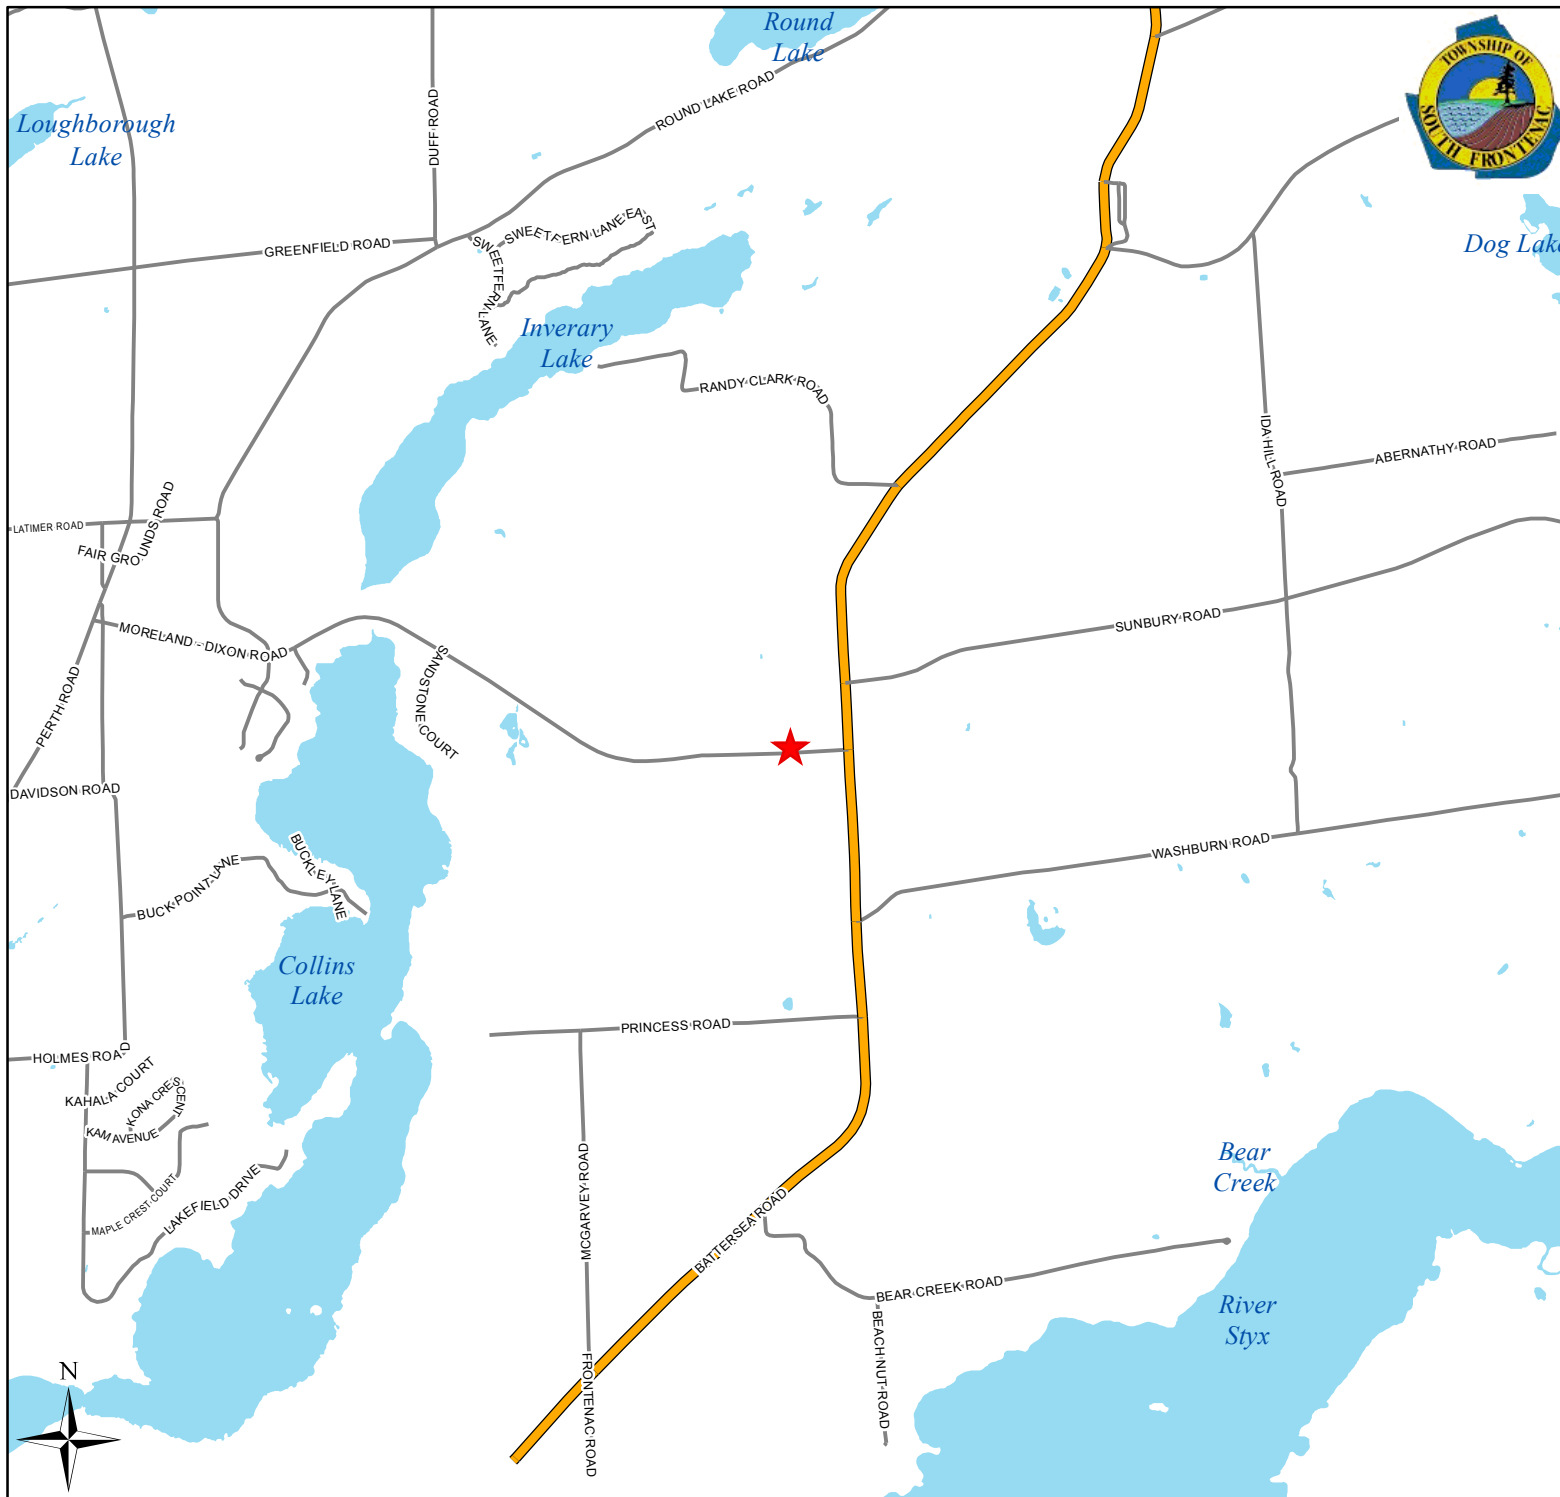 Round
Lake
TOWNSHIP OF
SOUTH FRONTENAC
Loughborough
Lake
DUFF ROAD
ROUND LAKE ROAD
GREENFIELD ROAD
SWEETFERN LANE EAST
SWEETFERN LANE
Dog Lake
Inverary
Lake
RANDY CLARK ROAD
IDA HILL ROAD
ABERNATHY ROAD
LATIMER ROAD
FAIR GROUNDS ROAD
MORELAND - DIXON ROAD
SUNBURY ROAD
SANDSTONE COURT
PERTH ROAD
DAVIDSON ROAD
BUCKLEY LANE
BUCK POINT LANE
WASHBURN ROAD
Collins
Lake
PRINCESS ROAD
HOLMES ROAD
KAHALA COURT
KONA CRESCENT
KAM AVENUE
MAPLE CREST COURT
LAKEFIELD DRIVE
MCGARVEY ROAD
BATTERSEA ROAD
Bear
Creek
BEAR CREEK ROAD
River
Styx
BEACH NUT ROAD
FRONTENAC ROAD
N